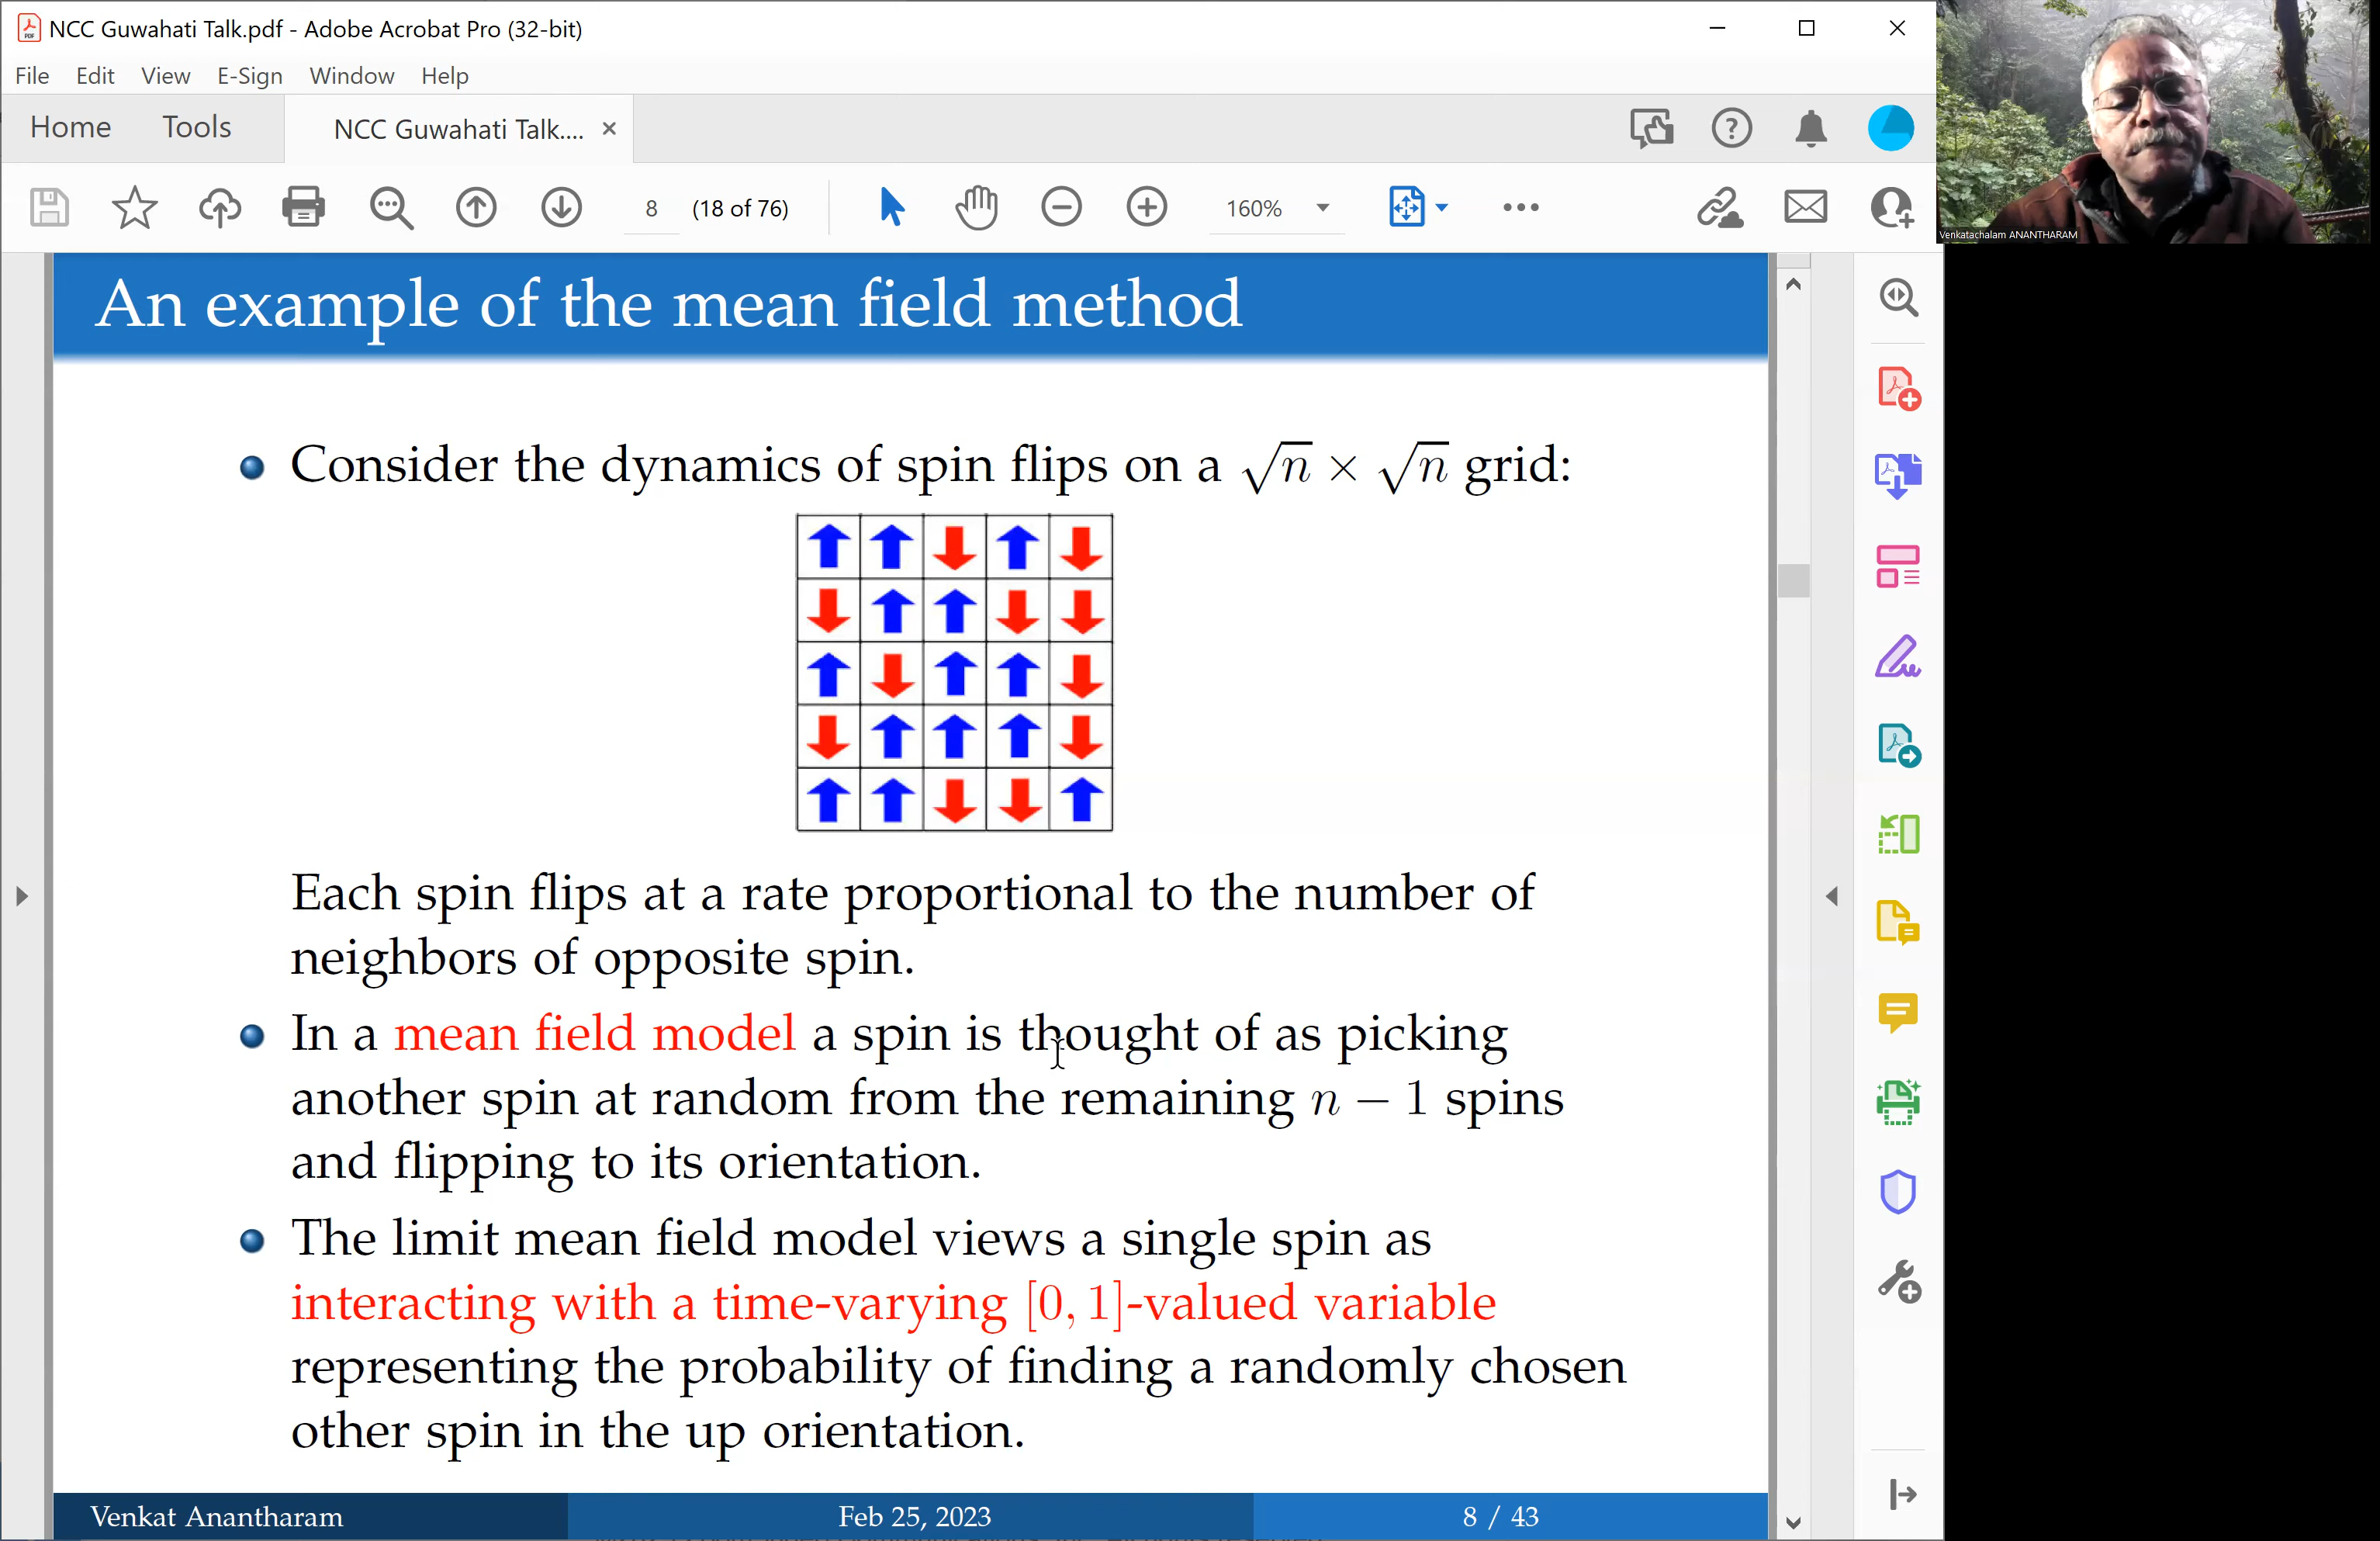 NCC Guwahati Talk.pdf - Adobe Acrobat Pro (32-bit)
File Edit View E-Sign Window Help
Home Tools NCC Guwahati Talk.... ×
8 (18 of 76) 160%
Venkatachalam ANANTHARAM
An example of the mean field method
Consider the dynamics of spin flips on a √n × √n grid:
Each spin flips at a rate proportional to the number of
neighbors of opposite spin.
In a mean field model a spin is thought of as picking
another spin at random from the remaining n − 1 spins
and flipping to its orientation.
The limit mean field model views a single spin as
interacting with a time-varying [0, 1]-valued variable
representing the probability of finding a randomly chosen
other spin in the up orientation.
Venkat Anantharam Feb 25, 2023 8 / 43